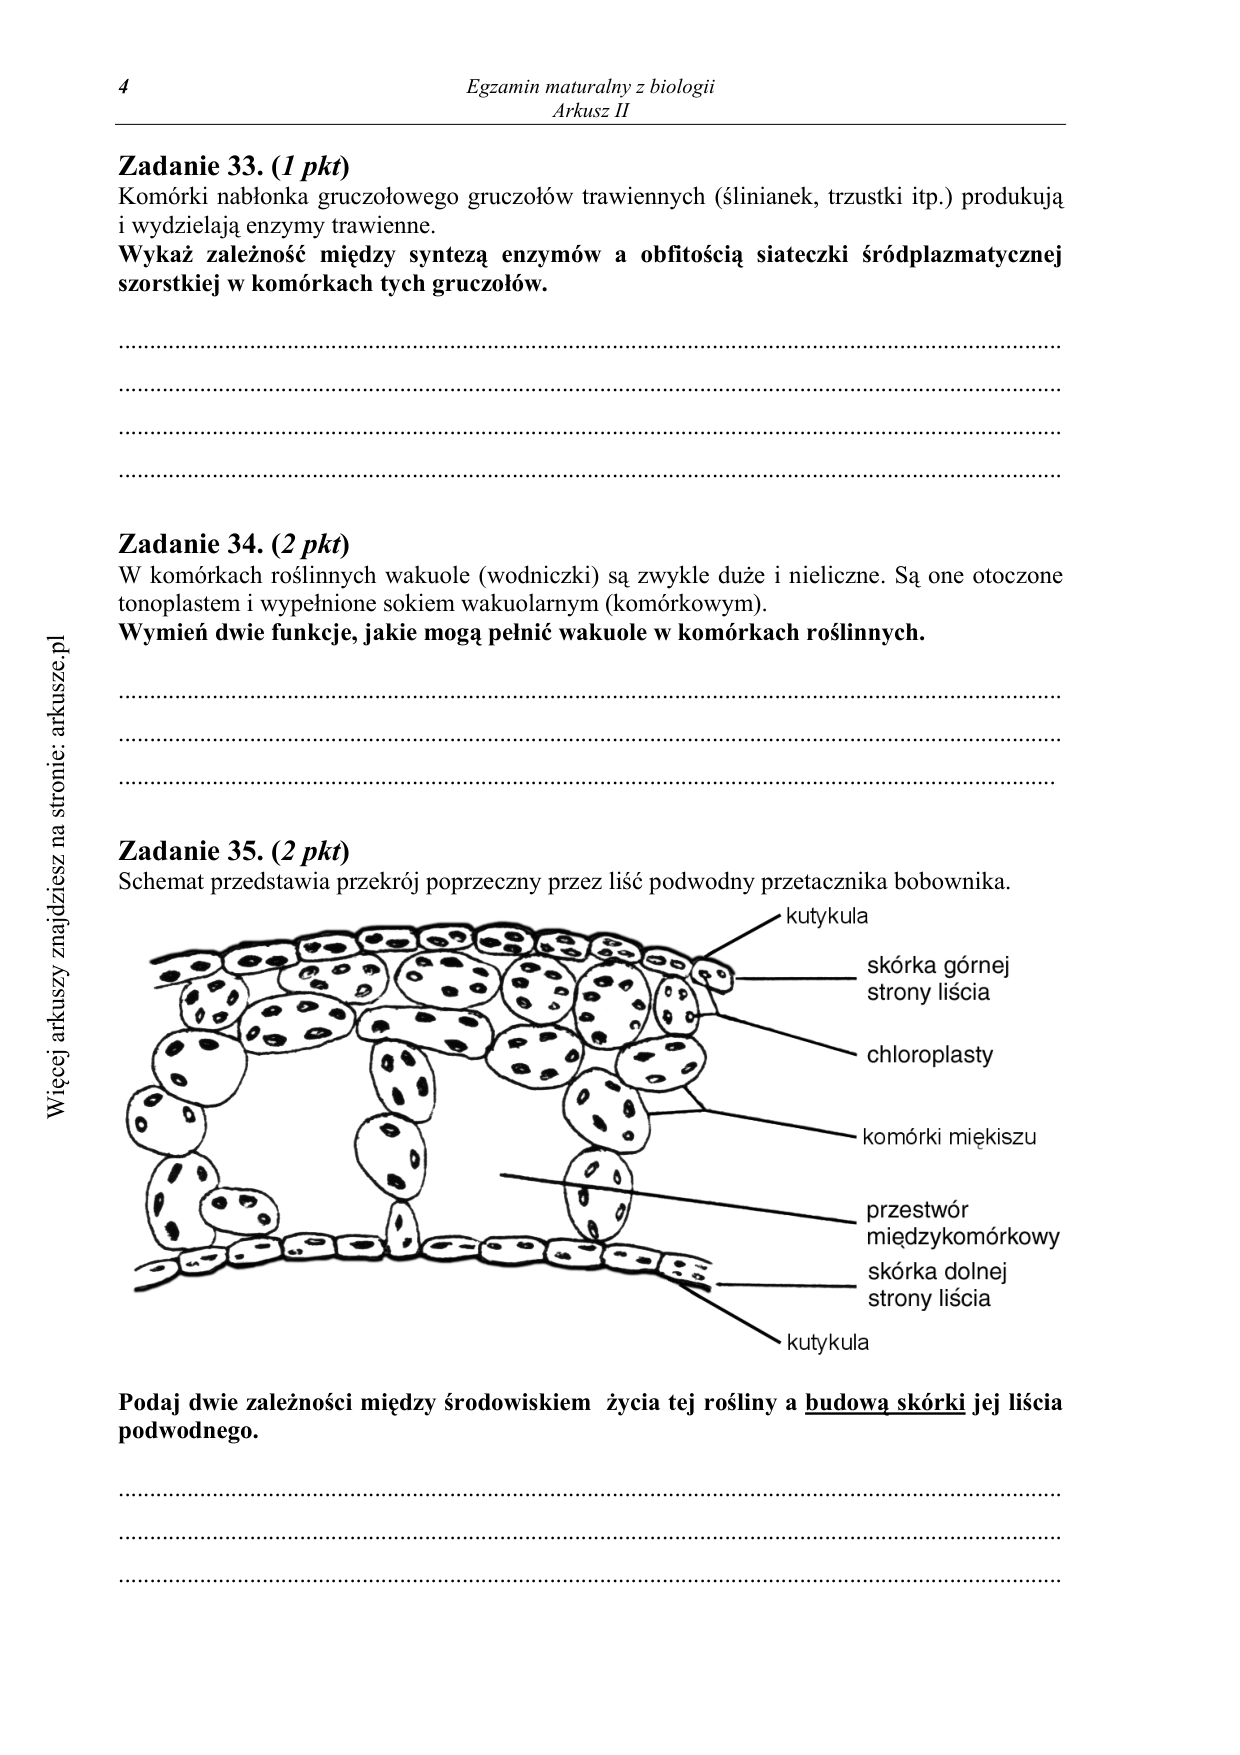 4
Egzamin maturalny z biologii
Arkusz II
Zadanie 33. (1 pkt)
Komórki nabłonka gruczołowego gruczołów trawiennych (ślinianek, trzustki itp.) produkują
i wydzielają enzymy trawienne.
Wykaż zależność między syntezą enzymów a obfitością siateczki śródplazmatycznej
szorstkiej w komórkach tych gruczołów.
Zadanie 34. (2 pkt)
W komórkach roślinnych wakuole (wodniczki) są zwykle duże i nieliczne. Są one otoczone
tonoplastem i wypełnione sokiem wakuolarnym (komórkowym).
Wymień dwie funkcje, jakie mogą pełnić wakuole w komórkach roślinnych.
Zadanie 35. (2 pkt)
Schemat przedstawia przekrój poprzeczny przez liść podwodny przetacznika bobownika.
kutykula
skórka górnej
strony liścia
chloroplasty
komórki miękiszu
przestwór
międzykomórkowy
skórka dolnej
strony liścia
kutykula
Podaj dwie zależności między środowiskiem życia tej rośliny a budową skórki jej liścia
podwodnego.
Więcej arkuszy znajdziesz na stronie: arkusze.pl